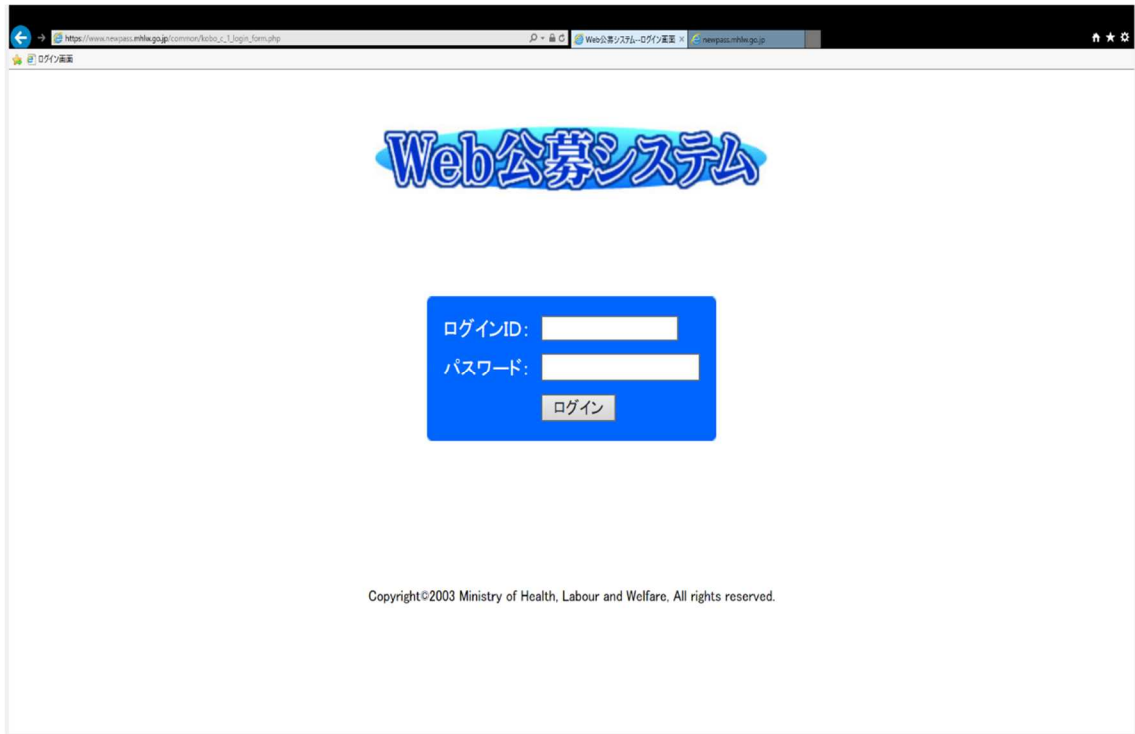 https://www.newpass.mhlw.go.jp/common/kobo_c_1_login_form.php
Web公募システム--ログイン画面 ×
newpass.mhlw.go.jp
ログイン画面
Web公募システム
ログインID:
パスワード:
ログイン
Copyright©2003 Ministry of Health, Labour and Welfare, All rights reserved.